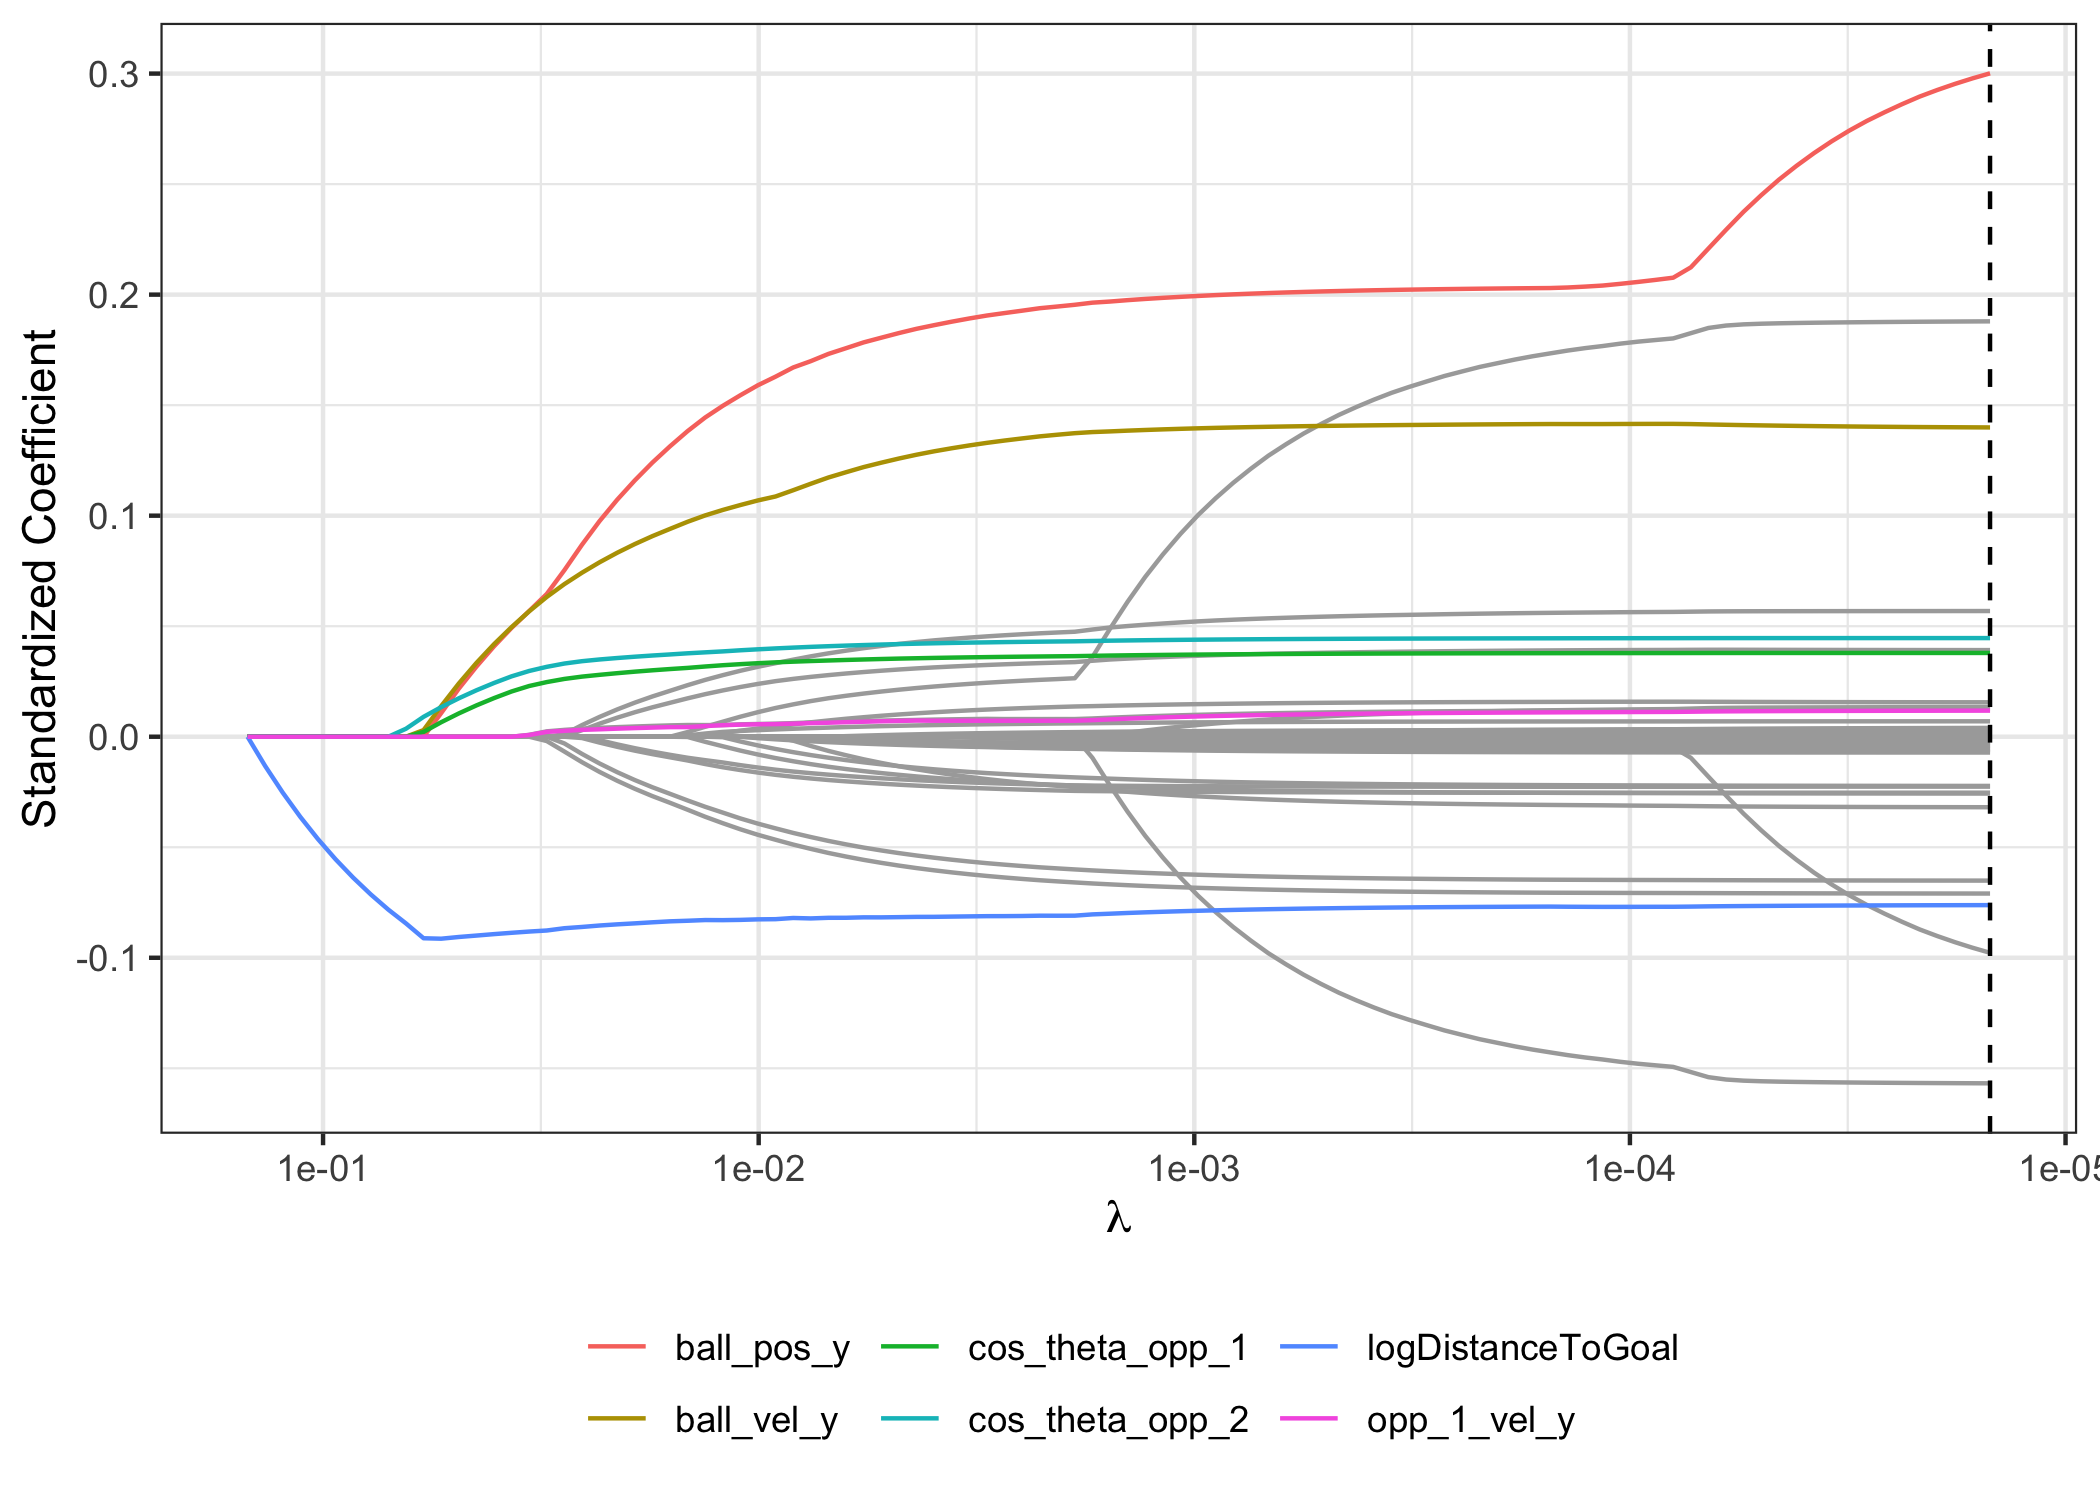 Standardized Coefficient
0.3
0.2
0.1
0.0
-0.1
1e-01 1e-02 1e-03 1e-04 1e-05
λ
ball_pos_y cos_theta_opp_1 logDistanceToGoal
ball_vel_y cos_theta_opp_2 opp_1_vel_y